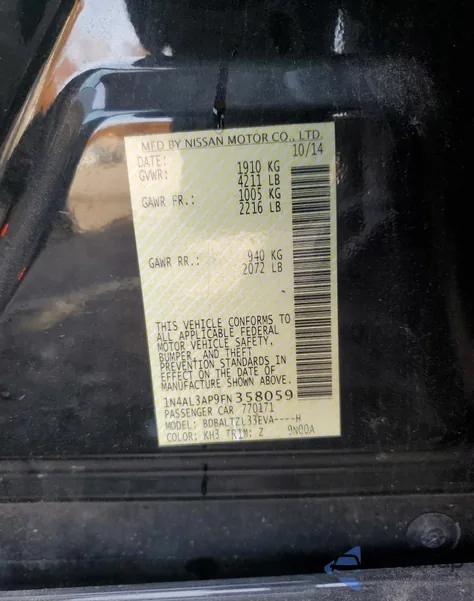 MFD BY NISSAN MOTOR CO., LTD.
DATE: 10/14
GVWR: 1910 KG
4211 LB
GAWR FR.: 1005 KG
2216 LB
GAWR RR.: 940 KG
2072 LB
THIS VEHICLE CONFORMS TO
ALL APPLICABLE FEDERAL
MOTOR VEHICLE SAFETY,
BUMPER, AND THEFT
PREVENTION STANDARDS IN
EFFECT ON THE DATE OF
MANUFACTURE SHOWN ABOVE.
1N4AL3AP9FN358059
PASSENGER CAR 770171
MODEL: BDBALTZL33EVA----H
COLOR: KH3 TRIM: Z 9N00A